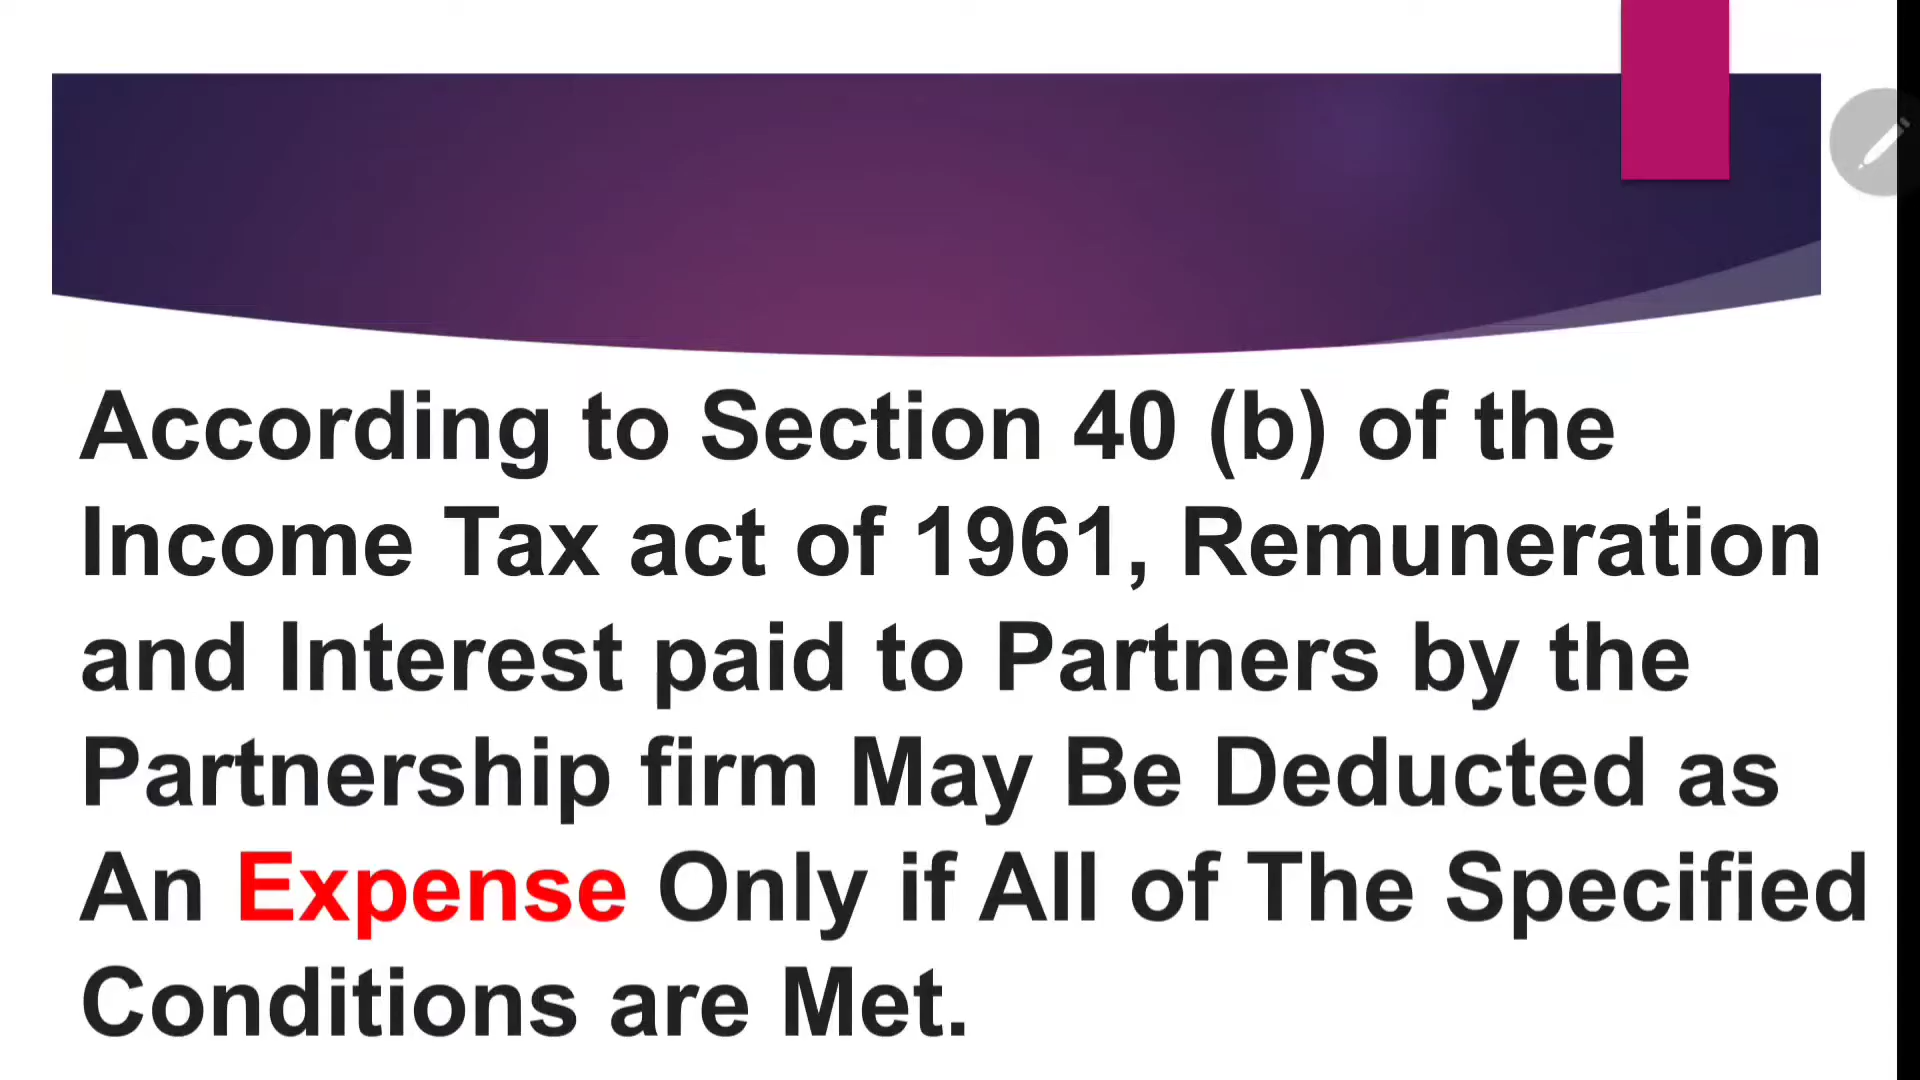 According to Section 40 (b) of the
Income Tax act of 1961, Remuneration
and Interest paid to Partners by the
Partnership firm May Be Deducted as
An Expense Only if All of The Specified
Conditions are Met.